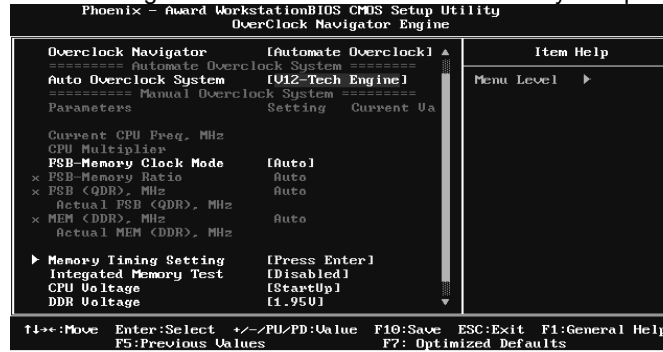 Phoenix - Award WorkstationBIOS CMOS Setup Utility
OverClock Navigator Engine
Overclock Navigator [Automate Overclock]
========= Automate Overclock System =========
Auto Overclock System [V12-Tech Engine]
========== Manual Overclock System =========
Parameters Setting Current Va
Current CPU Freq, MHz
CPU Multiplier
FSB-Memory Clock Mode [Auto]
x FSB-Memory Ratio Auto
x FSB (QDR), MHz Auto
Actual FSB (QDR), MHz
x MEM (DDR), MHz Auto
Actual MEM (DDR), MHz
▶ Memory Timing Setting [Press Enter]
Integated Memory Test [Disabled]
CPU Voltage [StartUp]
DDR Voltage [1.95V]
Item Help
Menu Level ▶
↑↓→←:Move Enter:Select +/-/PU/PD:Value F10:Save ESC:Exit F1:General Help
F5:Previous Values F7: Optimized Defaults